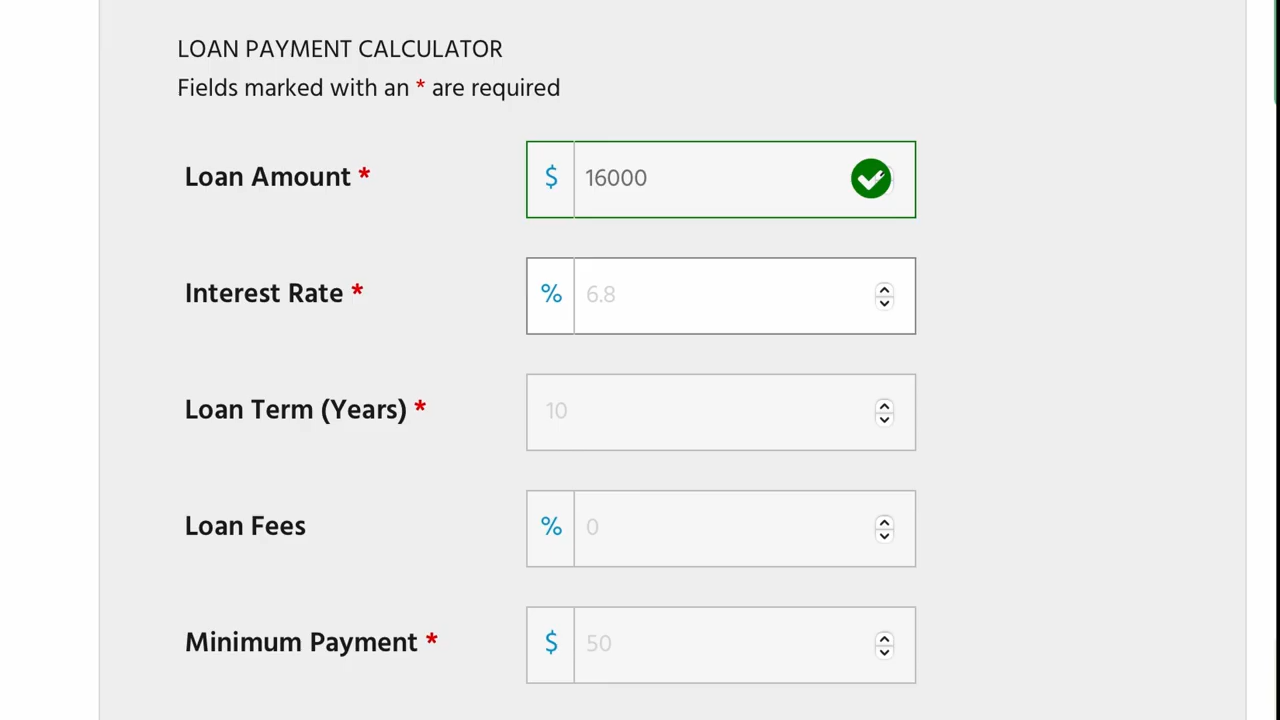 LOAN PAYMENT CALCULATOR
Fields marked with an * are required
Loan Amount * $ 16000
Interest Rate * % 6.8
Loan Term (Years) * 10
Loan Fees % 0
Minimum Payment * $ 50